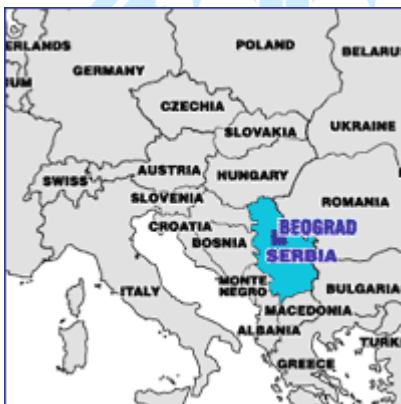 ERLANDS
POLAND
BELARUS
GERMANY
IUM
CZECHIA
UKRAINE
SLOVAKIA
AUSTRIA
HUNGARY
SWISS
SLOVENIA
ROMANIA
CROATIA
BEOGRAD
BOSNIA
SERBIA
MONTE
NEGRO
ITALY
BULGARIA
MACEDONIA
ALBANIA
TURK
GREECE